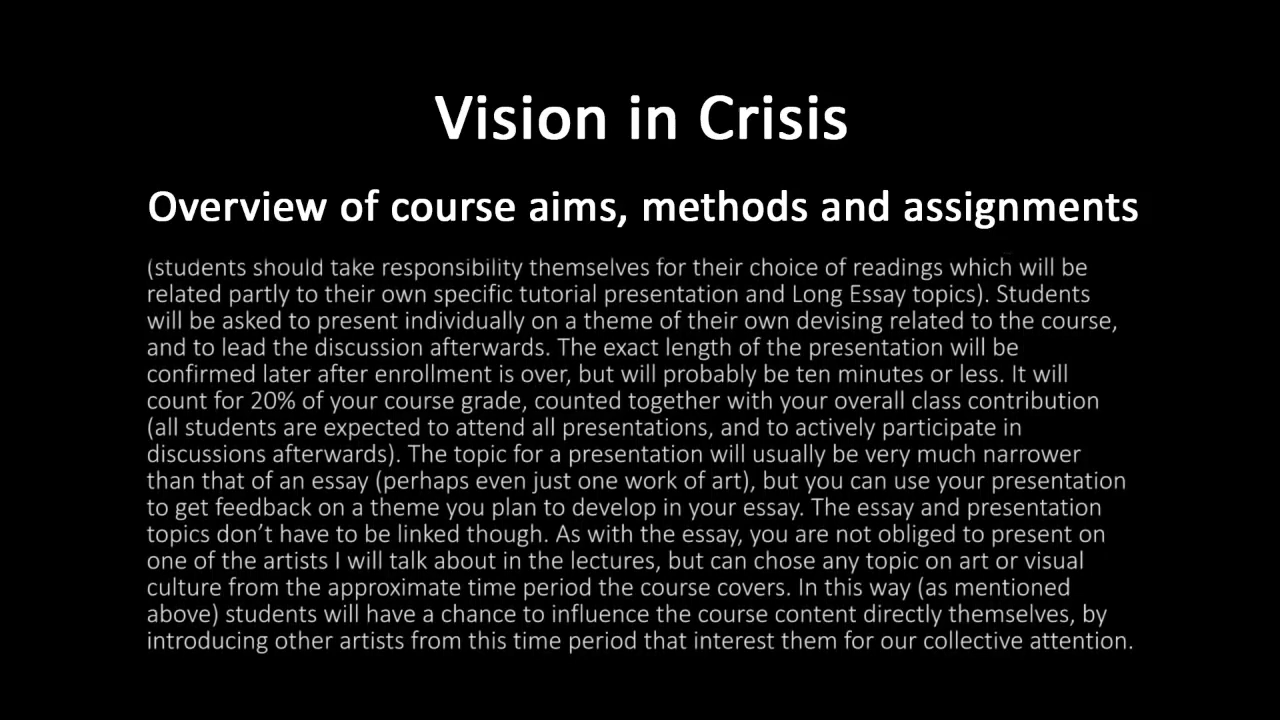 Vision in Crisis
Overview of course aims, methods and assignments
(students should take responsibility themselves for their choice of readings which will be
related partly to their own specific tutorial presentation and Long Essay topics). Students
will be asked to present individually on a theme of their own devising related to the course,
and to lead the discussion afterwards. The exact length of the presentation will be
confirmed later after enrollment is over, but will probably be ten minutes or less. It will
count for 20% of your course grade, counted together with your overall class contribution
(all students are expected to attend all presentations, and to actively participate in
discussions afterwards). The topic for a presentation will usually be very much narrower
than that of an essay (perhaps even just one work of art), but you can use your presentation
to get feedback on a theme you plan to develop in your essay. The essay and presentation
topics don’t have to be linked though. As with the essay, you are not obliged to present on
one of the artists I will talk about in the lectures, but can chose any topic on art or visual
culture from the approximate time period the course covers. In this way (as mentioned
above) students will have a chance to influence the course content directly themselves, by
introducing other artists from this time period that interest them for our collective attention.